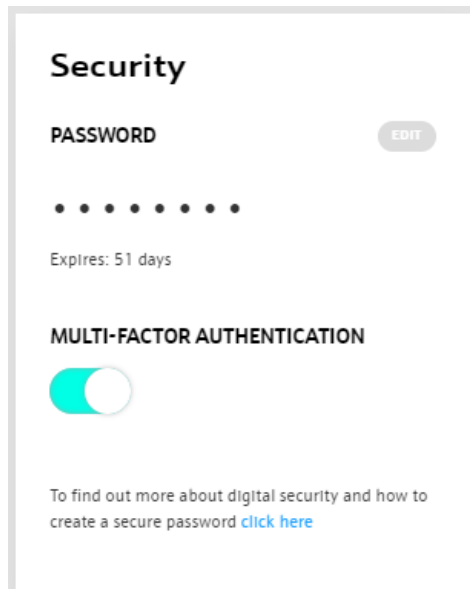 Security
PASSWORD
EDIT
• • • • • • • •
Expires: 51 days
MULTI-FACTOR AUTHENTICATION
To find out more about digital security and how to
create a secure password click here